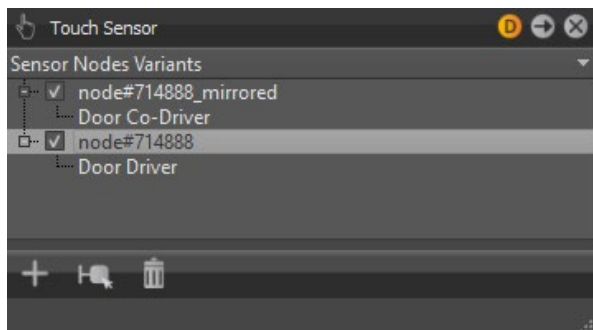 Touch Sensor
D
Sensor Nodes Variants
node#714888_mirrored
Door Co-Driver
node#714888
Door Driver